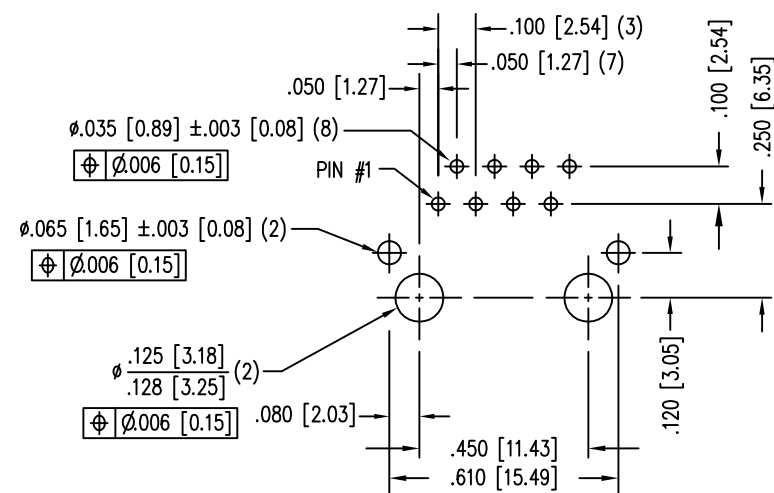 .100 [2.54] (3)
.050 [1.27] (7)
.050 [1.27]
.100 [2.54]
.250 [6.35]
ø.035 [0.89] ±.003 [0.08] (8)
⌖ Ø.006 [0.15]
PIN #1
ø.065 [1.65] ±.003 [0.08] (2)
⌖ Ø.006 [0.15]
ø .125 [3.18]
.128 [3.25] (2)
⌖ Ø.006 [0.15]
.080 [2.03]
.120 [3.05]
.450 [11.43]
.610 [15.49]